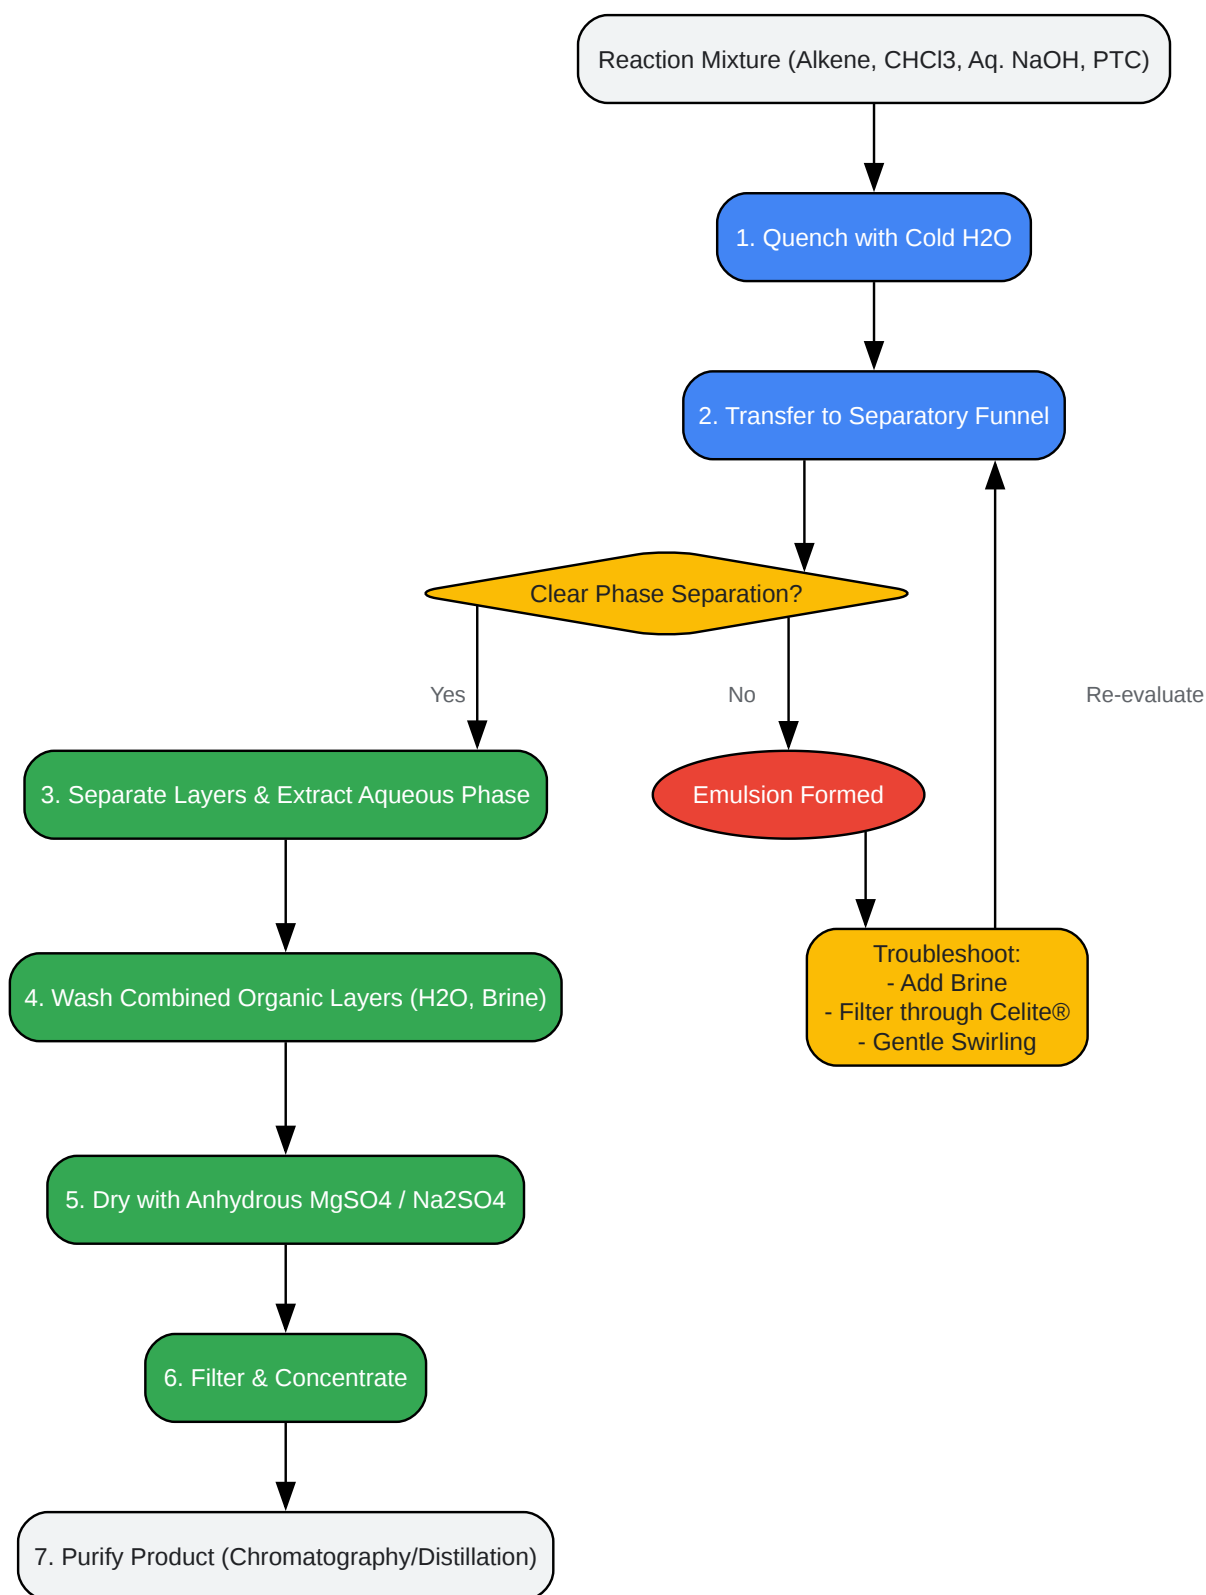 Reaction Mixture (Alkene, CHCl3, Aq. NaOH, PTC)
1. Quench with Cold H2O
2. Transfer to Separatory Funnel
Clear Phase Separation?
Yes
No
Re-evaluate
3. Separate Layers & Extract Aqueous Phase
Emulsion Formed
Troubleshoot:
- Add Brine
- Filter through Celite®
- Gentle Swirling
4. Wash Combined Organic Layers (H2O, Brine)
5. Dry with Anhydrous MgSO4 / Na2SO4
6. Filter & Concentrate
7. Purify Product (Chromatography/Distillation)